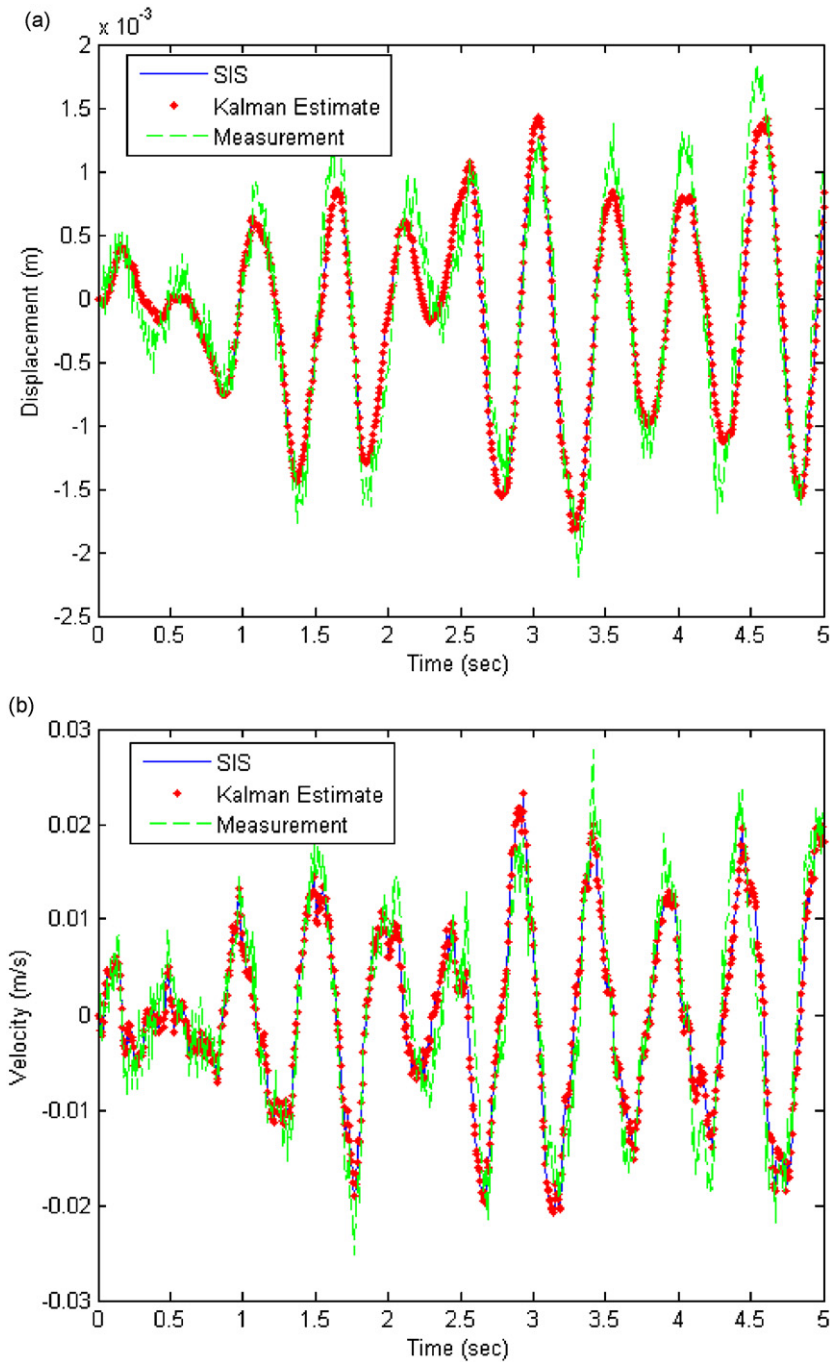 (a)
x 10⁻³
2
1.5
1
0.5
0
-0.5
-1
-1.5
-2
-2.5
Displacement (m)
SIS
Kalman Estimate
Measurement
0 0.5 1 1.5 2 2.5 3 3.5 4 4.5 5
Time (sec)
(b)
0.03
0.02
0.01
0
-0.01
-0.02
-0.03
Velocity (m/s)
SIS
Kalman Estimate
Measurement
0 0.5 1 1.5 2 2.5 3 3.5 4 4.5 5
Time (sec)